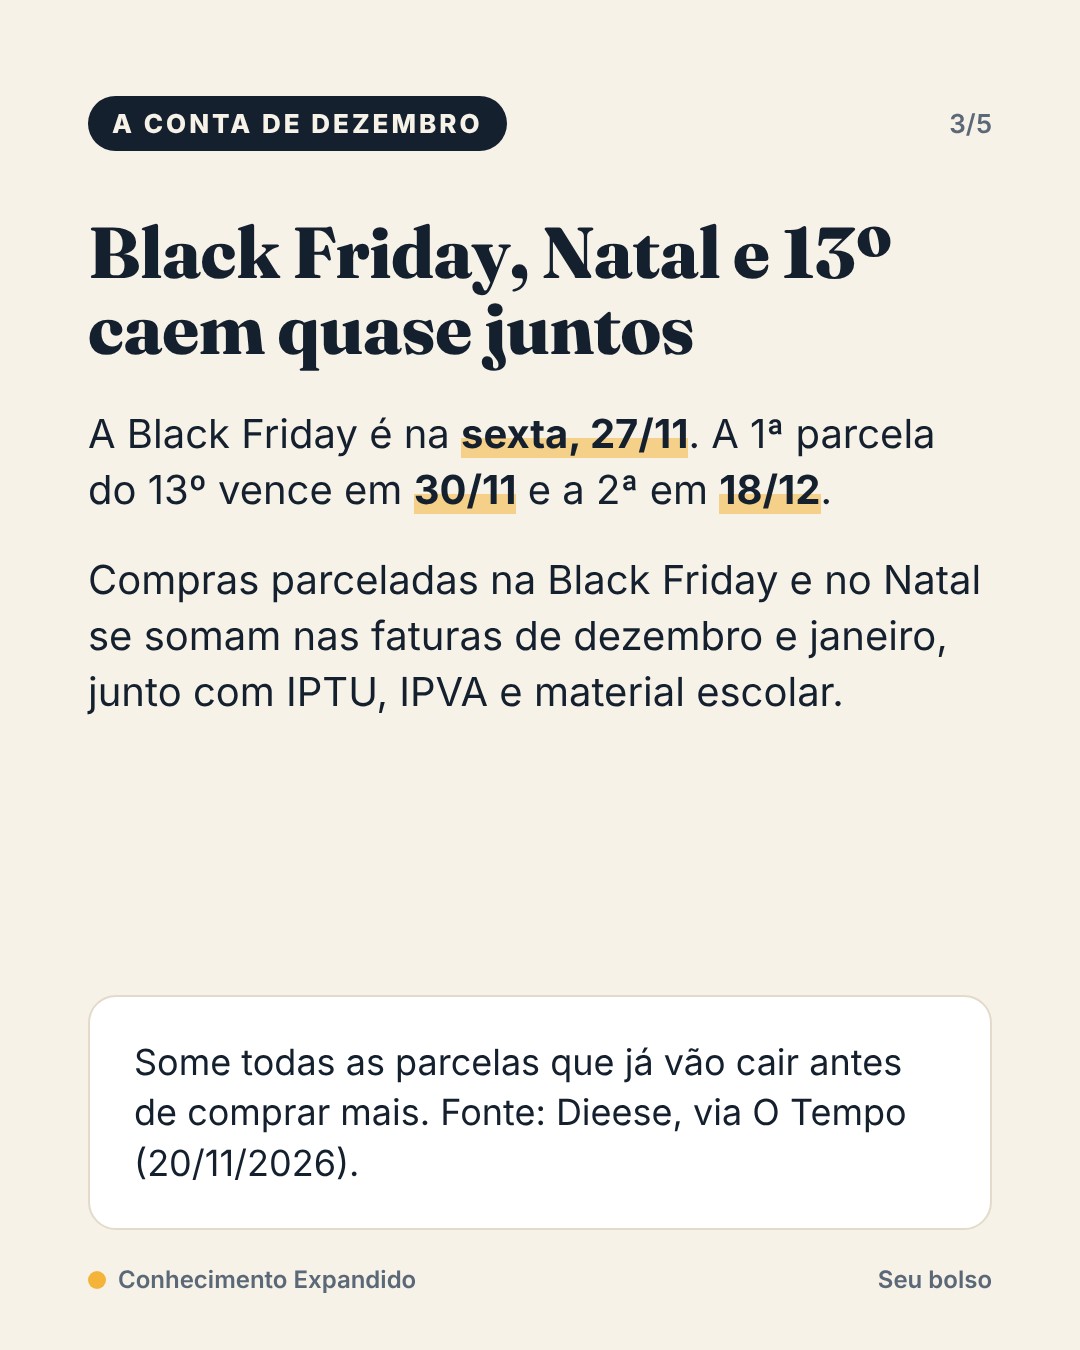 A CONTA DE DEZEMBRO
3/5
Black Friday, Natal e 13º
caem quase juntos
A Black Friday é na sexta, 27/11. A 1ª parcela
do 13º vence em 30/11 e a 2ª em 18/12.
Compras parceladas na Black Friday e no Natal
se somam nas faturas de dezembro e janeiro,
junto com IPTU, IPVA e material escolar.
Some todas as parcelas que já vão cair antes
de comprar mais. Fonte: Dieese, via O Tempo
(20/11/2026).
Conhecimento Expandido
Seu bolso